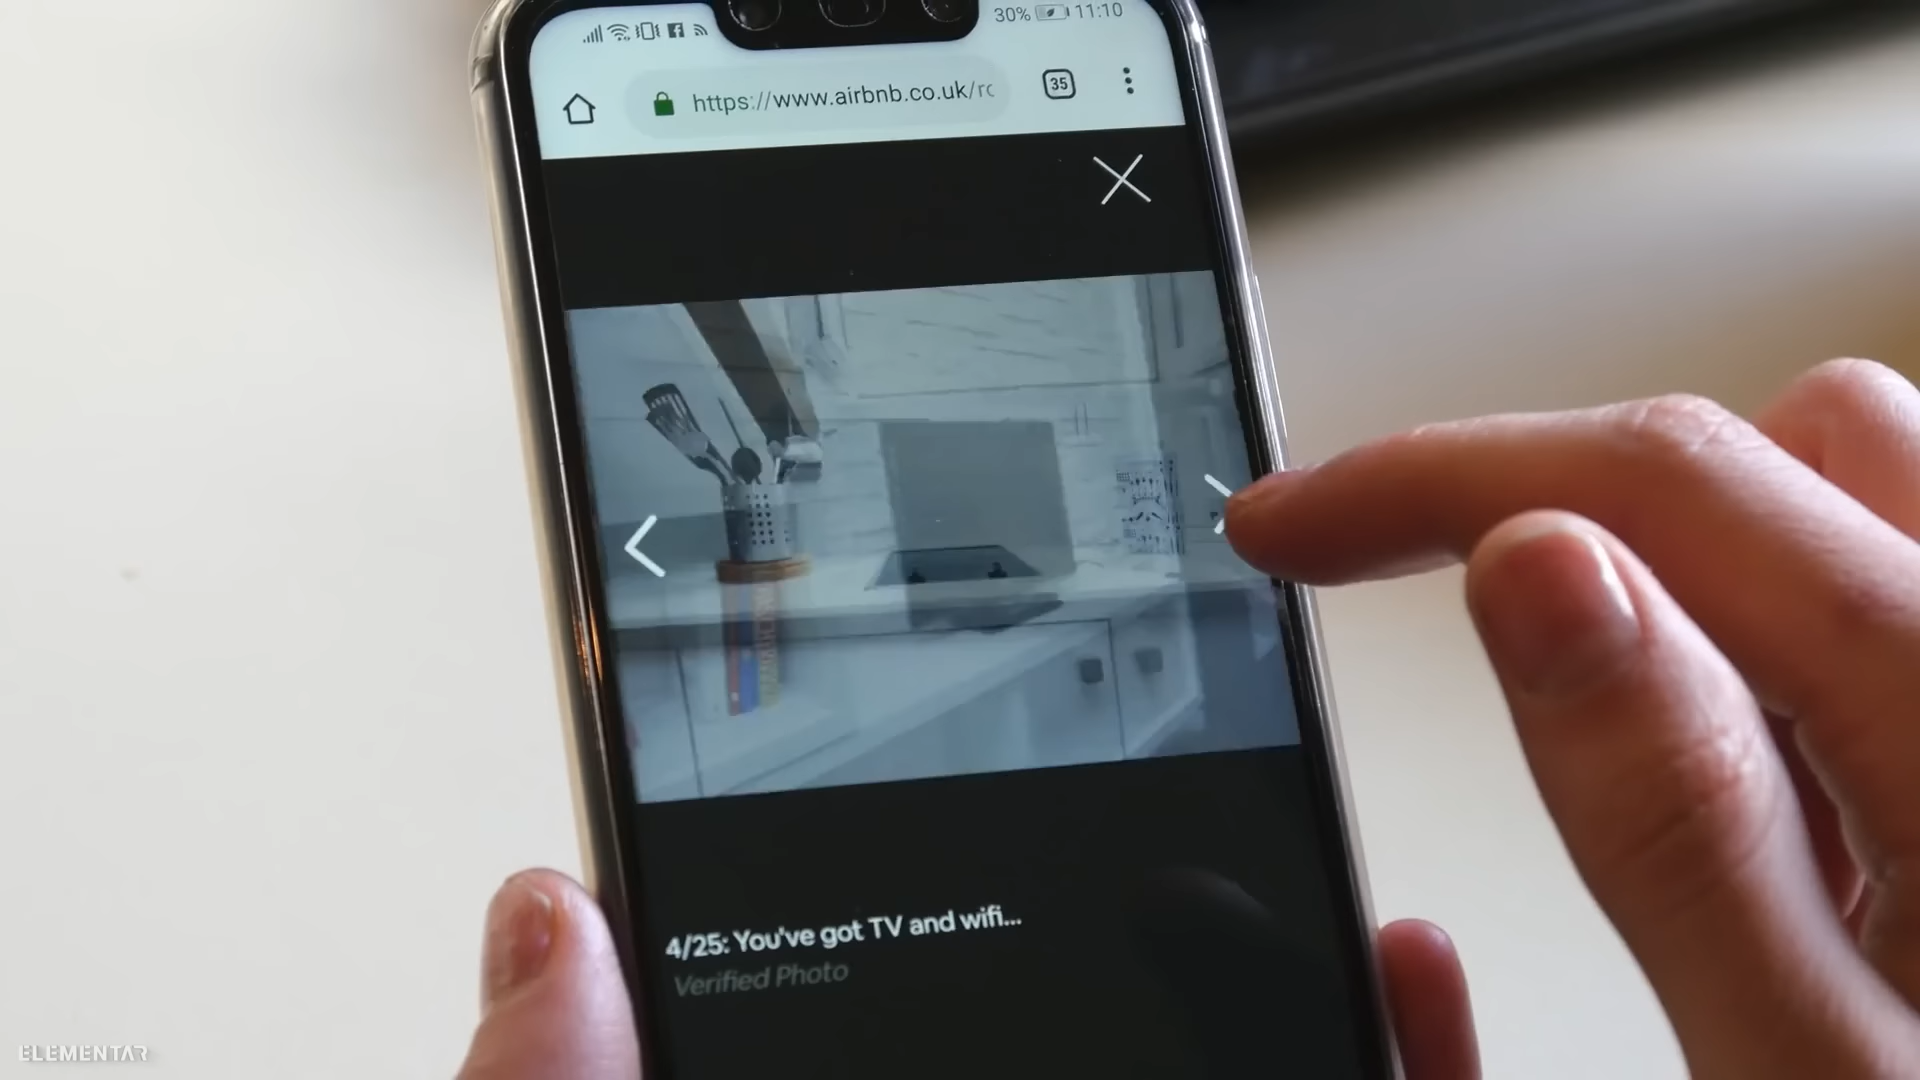 30% 11:10
https://www.airbnb.co.uk/rc
35
4/25: You've got TV and wifi...
Verified Photo
ELEMENTAR